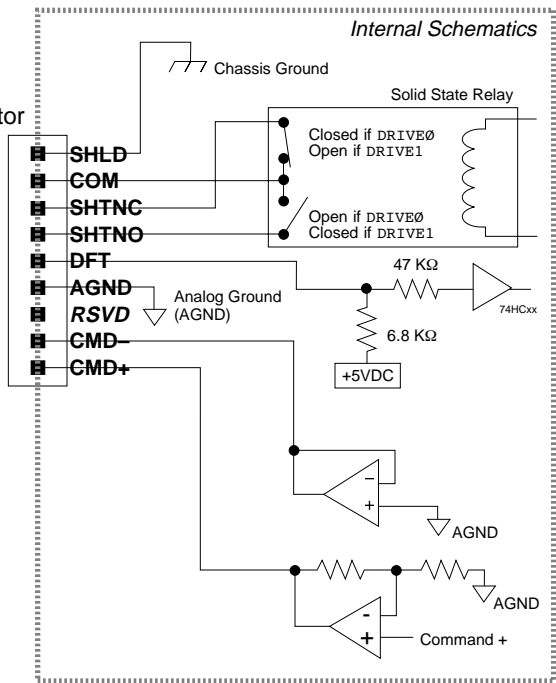 Internal Schematics
Chassis Ground
Solid State Relay
tor
Closed if DRIVEØ
Open if DRIVE1
SHLD
COM
SHTNC
SHTNO
DFT
AGND
RSVD
CMD–
CMD+
Open if DRIVEØ
Closed if DRIVE1
47 KΩ
74HCxx
Analog Ground
(AGND)
6.8 KΩ
+5VDC
–
+
AGND
AGND
-
+
Command +